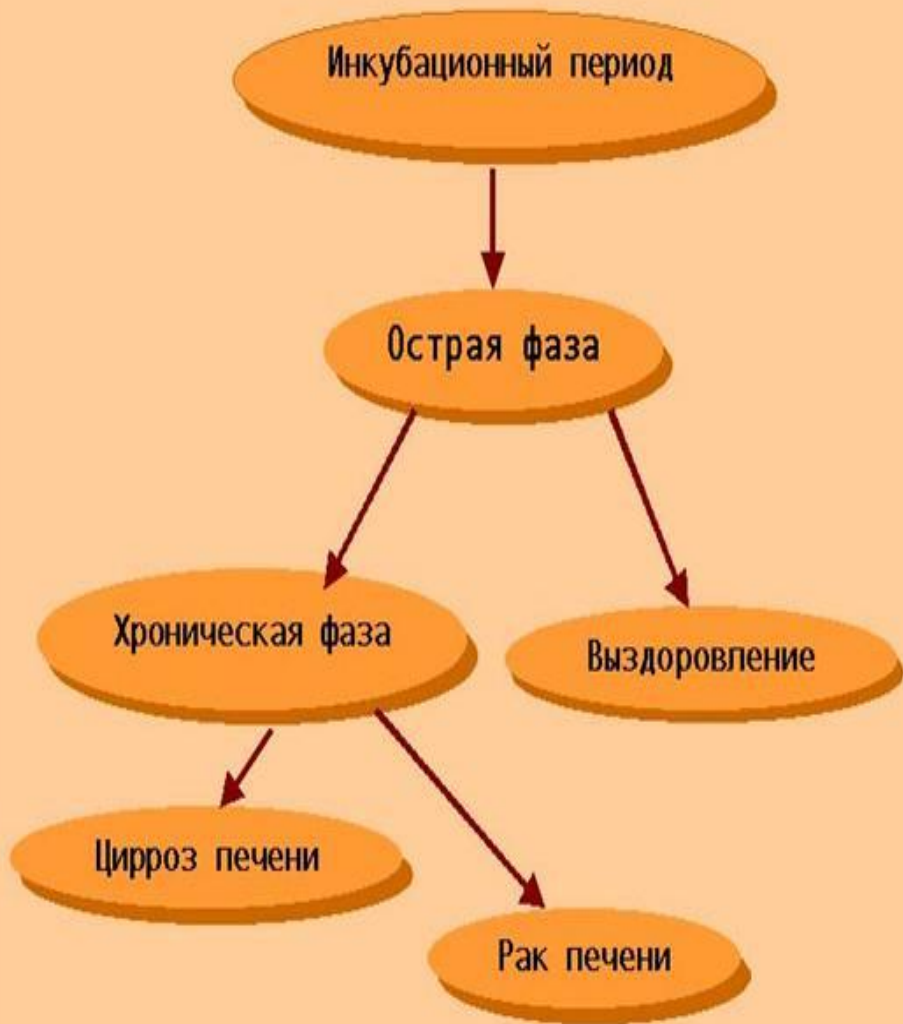 Инкубационный период
Острая фаза
Хроническая фаза
Выздоровление
Цирроз печени
Рак печени